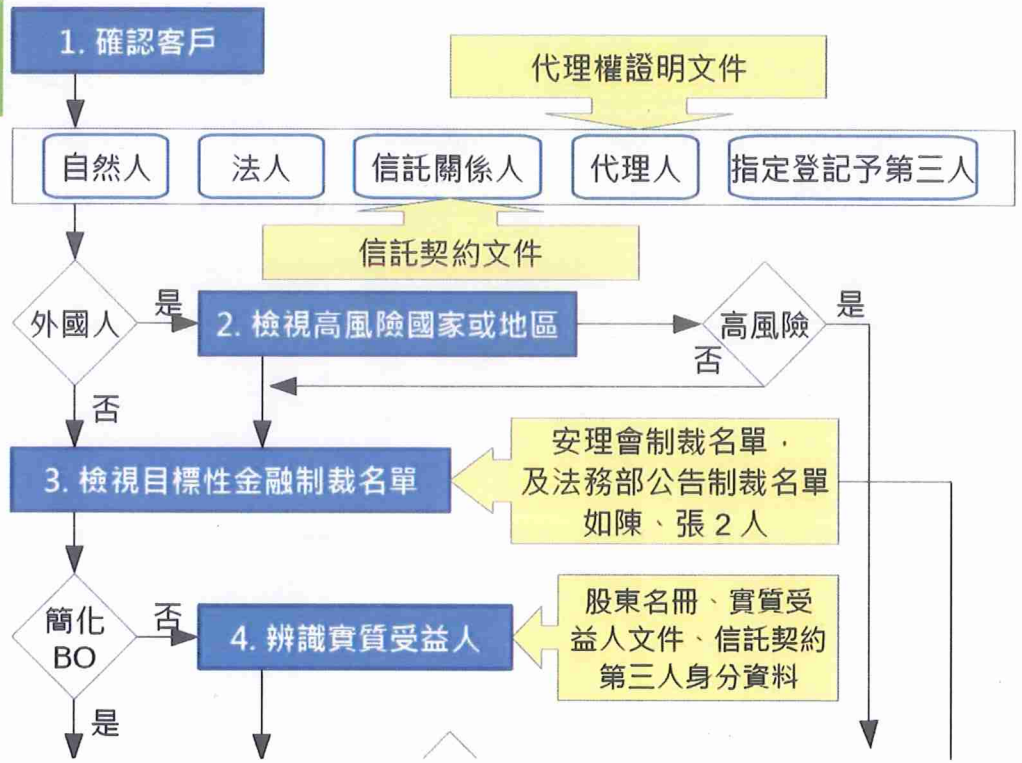 1. 確認客戶
代理權證明文件
自然人
法人
信託關係人
代理人
指定登記予第三人
信託契約文件
外國人
是
2. 檢視高風險國家或地區
高風險
是
否
否
3. 檢視目標性金融制裁名單
安理會制裁名單，
及法務部公告制裁名單
如陳、張 2 人
簡化
BO
否
4. 辨識實質受益人
股東名冊、實質受
益人文件、信託契約
第三人身分資料
是